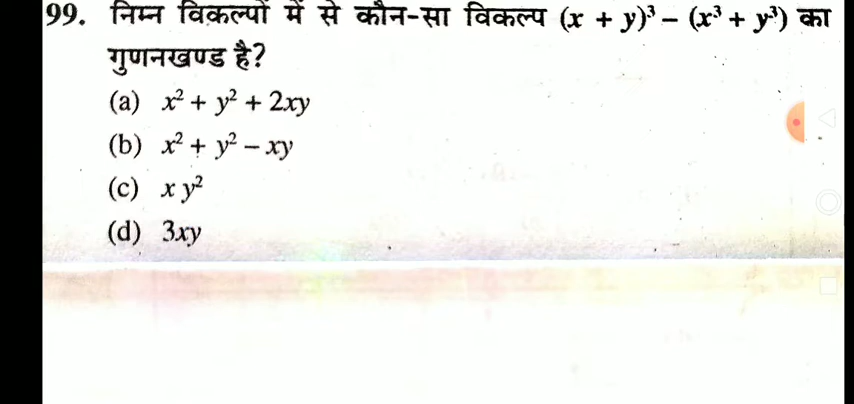 99. निम्न विकल्पों में से कौन-सा विकल्प (x + y)³ – (x³ + y³) का
गुणनखण्ड है?
(a) x² + y² + 2xy
(b) x² + y² – xy
(c) x y²
(d) 3xy